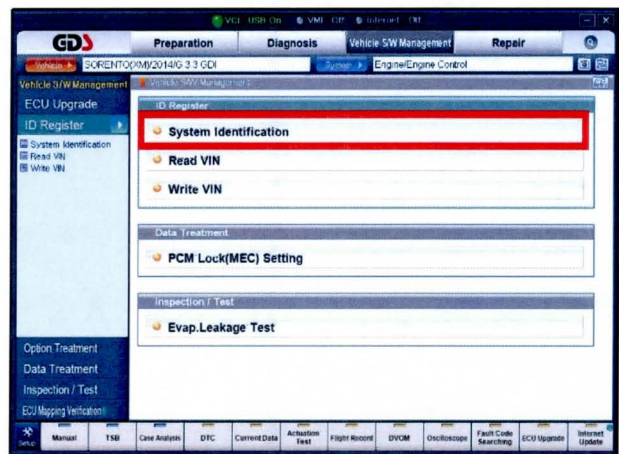 VCI USB On VMI Off Internet Off
GDS
Preparation
Diagnosis
Vehicle S/W Management
Repair
Vehicle
SORENTO(XM)/2014/G 3.3 GDI
System
Engine/Engine Control
Vehicle S/W Management
ECU Upgrade
ID Register
System Identification
Read VIN
Write VIN
Option Treatment
Data Treatment
Inspection / Test
ECU Mapping Verification
Vehicle S/W Management
ID Register
System Identification
Read VIN
Write VIN
Data Treatment
PCM Lock(MEC) Setting
Inspection / Test
Evap.Leakage Test
Setup
Manual
TSB
Case Analysis
DTC
Current Data
Actuation
Test
Flight Record
DVOM
Oscilloscope
Fault Code
Searching
ECU Upgrade
Internet
Update